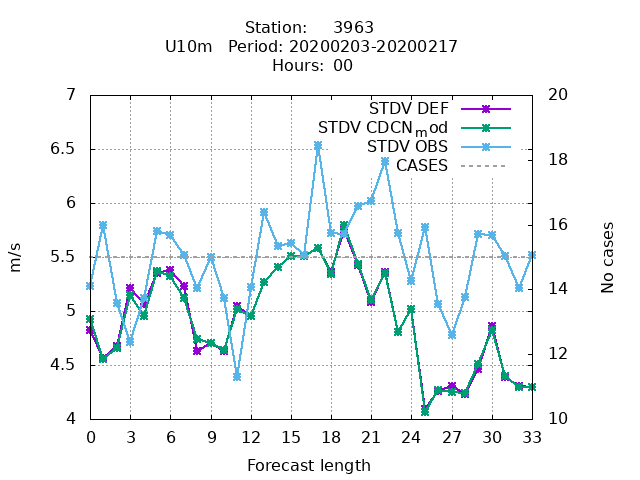 Station: 3963
U10m Period: 20200203-20200217
Hours: 00
7 20
STDV DEF
STDV CDCNmod
6.5 STDV OBS 18
CASES
6 16
5.5
m/s No cases
5 14
4.5 12
4 10
0 3 6 9 12 15 18 21 24 27 30 33
Forecast length